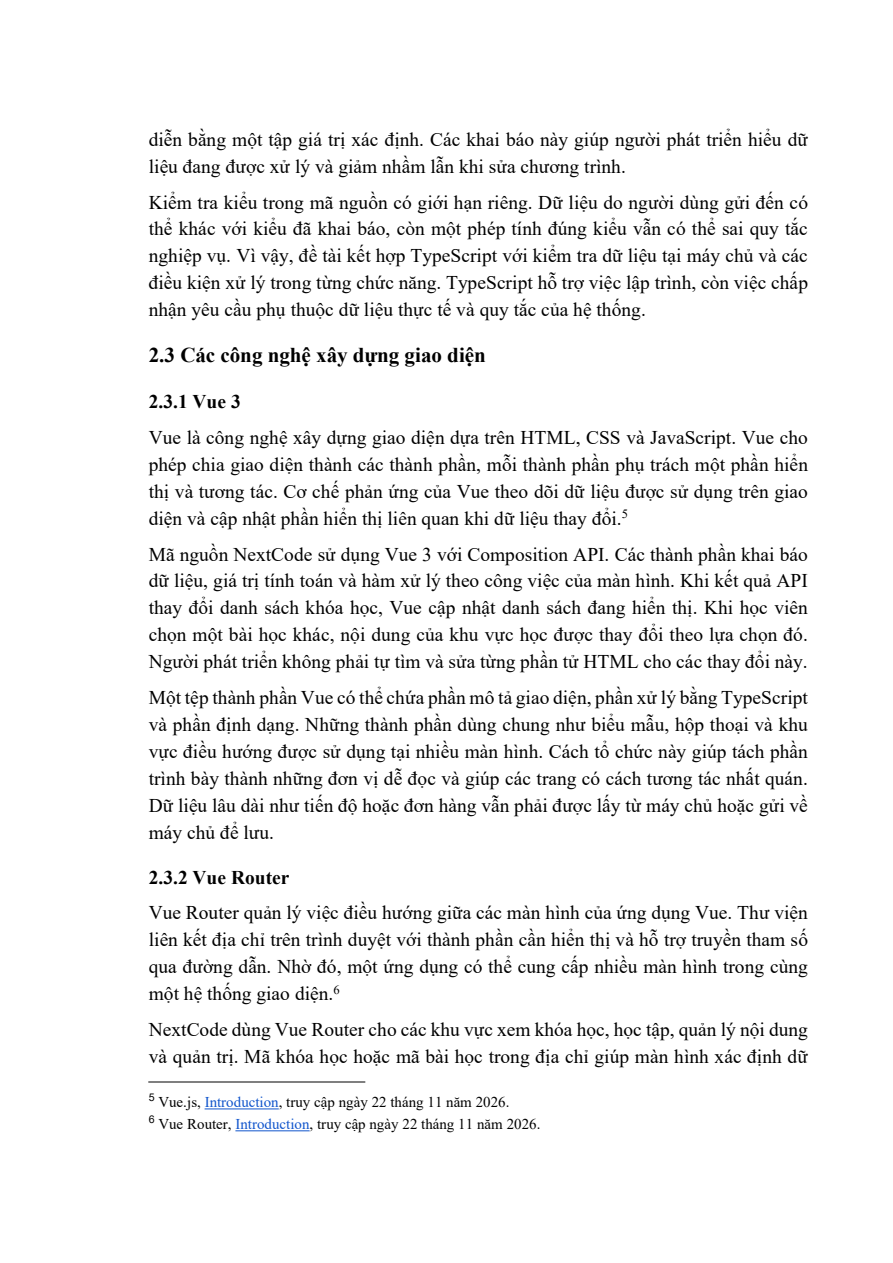 diễn bằng một tập giá trị xác định. Các khai báo này giúp người phát triển hiểu dữ
liệu đang được xử lý và giảm nhầm lẫn khi sửa chương trình.
Kiểm tra kiểu trong mã nguồn có giới hạn riêng. Dữ liệu do người dùng gửi đến có
thể khác với kiểu đã khai báo, còn một phép tính đúng kiểu vẫn có thể sai quy tắc
nghiệp vụ. Vì vậy, đề tài kết hợp TypeScript với kiểm tra dữ liệu tại máy chủ và các
điều kiện xử lý trong từng chức năng. TypeScript hỗ trợ việc lập trình, còn việc chấp
nhận yêu cầu phụ thuộc dữ liệu thực tế và quy tắc của hệ thống.
2.3 Các công nghệ xây dựng giao diện
2.3.1 Vue 3
Vue là công nghệ xây dựng giao diện dựa trên HTML, CSS và JavaScript. Vue cho
phép chia giao diện thành các thành phần, mỗi thành phần phụ trách một phần hiển
thị và tương tác. Cơ chế phản ứng của Vue theo dõi dữ liệu được sử dụng trên giao
diện và cập nhật phần hiển thị liên quan khi dữ liệu thay đổi.5
Mã nguồn NextCode sử dụng Vue 3 với Composition API. Các thành phần khai báo
dữ liệu, giá trị tính toán và hàm xử lý theo công việc của màn hình. Khi kết quả API
thay đổi danh sách khóa học, Vue cập nhật danh sách đang hiển thị. Khi học viên
chọn một bài học khác, nội dung của khu vực học được thay đổi theo lựa chọn đó.
Người phát triển không phải tự tìm và sửa từng phần tử HTML cho các thay đổi này.
Một tệp thành phần Vue có thể chứa phần mô tả giao diện, phần xử lý bằng TypeScript
và phần định dạng. Những thành phần dùng chung như biểu mẫu, hộp thoại và khu
vực điều hướng được sử dụng tại nhiều màn hình. Cách tổ chức này giúp tách phần
trình bày thành những đơn vị dễ đọc và giúp các trang có cách tương tác nhất quán.
Dữ liệu lâu dài như tiến độ hoặc đơn hàng vẫn phải được lấy từ máy chủ hoặc gửi về
máy chủ để lưu.
2.3.2 Vue Router
Vue Router quản lý việc điều hướng giữa các màn hình của ứng dụng Vue. Thư viện
liên kết địa chỉ trên trình duyệt với thành phần cần hiển thị và hỗ trợ truyền tham số
qua đường dẫn. Nhờ đó, một ứng dụng có thể cung cấp nhiều màn hình trong cùng
một hệ thống giao diện.6
NextCode dùng Vue Router cho các khu vực xem khóa học, học tập, quản lý nội dung
và quản trị. Mã khóa học hoặc mã bài học trong địa chỉ giúp màn hình xác định dữ
5 Vue.js, Introduction, truy cập ngày 22 tháng 11 năm 2026.
6 Vue Router, Introduction, truy cập ngày 22 tháng 11 năm 2026.